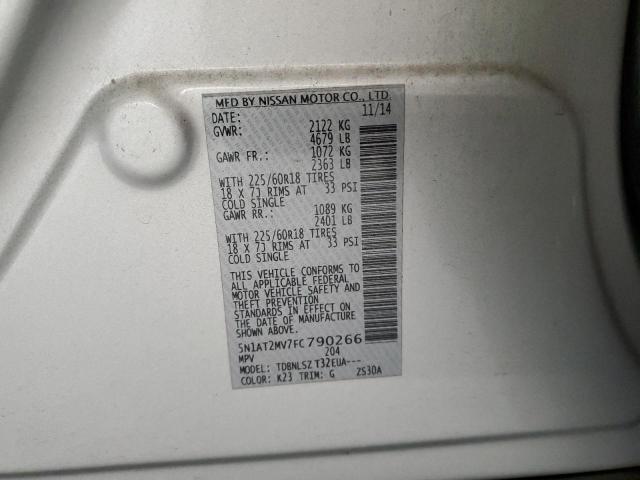 MFD BY NISSAN MOTOR CO., LTD.
DATE: 11/14
GVWR: 2122 KG
4679 LB
GAWR FR.: 1072 KG
2363 LB
WITH 225/60R18 TIRES
18 X 7J RIMS AT 33 PSI
COLD SINGLE
GAWR RR.: 1089 KG
2401 LB
WITH 225/60R18 TIRES
18 X 7J RIMS AT 33 PSI
COLD SINGLE
THIS VEHICLE CONFORMS TO
ALL APPLICABLE FEDERAL
MOTOR VEHICLE SAFETY AND
THEFT PREVENTION
STANDARDS IN EFFECT ON
THE DATE OF MANUFACTURE
SHOWN ABOVE.
5N1AT2MV7FC790266
MPV 204
MODEL: TDBNLSZ T32EUA---
COLOR: K23 TRIM: G ZS30A